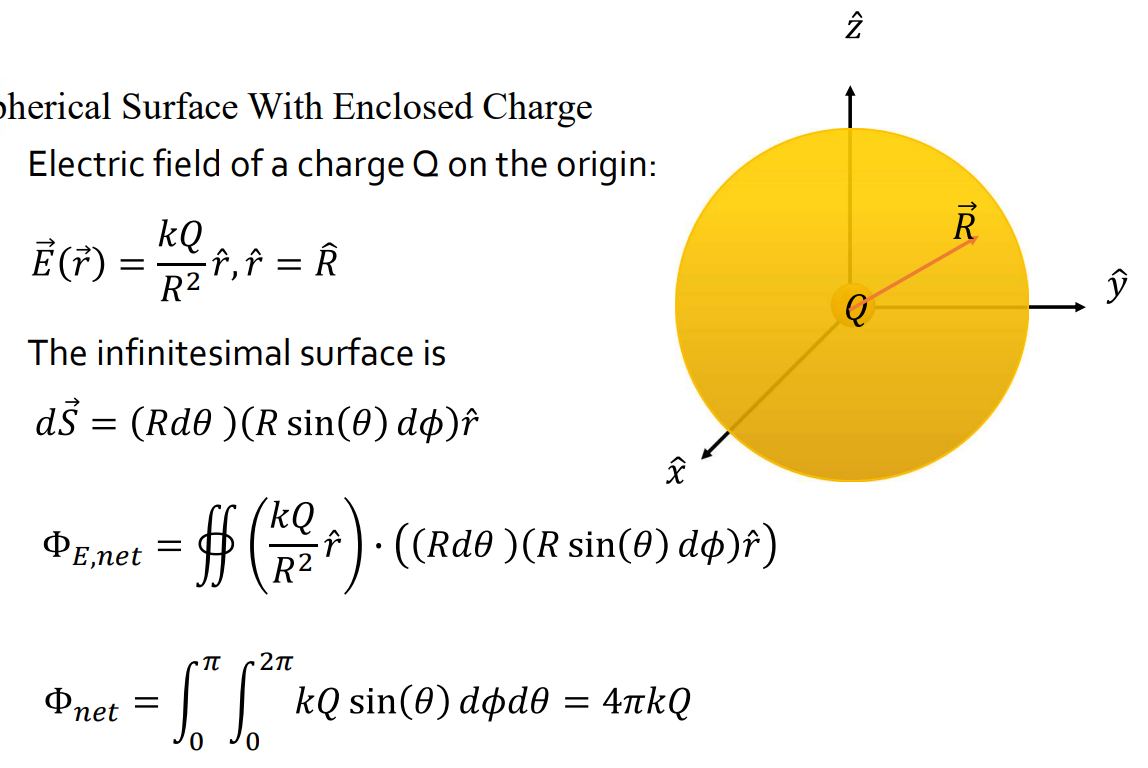 pherical Surface With Enclosed Charge
Electric field of a charge Q on the origin:
$\vec{E}(\vec{r}) = \frac{kQ}{R^2}\hat{r}, \hat{r} = \hat{R}$
The infinitesimal surface is
$d\vec{S} = (Rd\theta\ )(R\sin(\theta)\,d\phi)\hat{r}$
$\Phi_{E,net} = \oiint \left(\frac{kQ}{R^2}\hat{r}\right) \cdot \left((Rd\theta\ )(R\sin(\theta)\,d\phi)\hat{r}\right)$
$\Phi_{net} = \int_0^{\pi}\int_0^{2\pi} kQ\sin(\theta)\,d\phi d\theta = 4\pi kQ$
$\hat{z}$
$\vec{R}$
$\hat{y}$
Q
$\hat{x}$